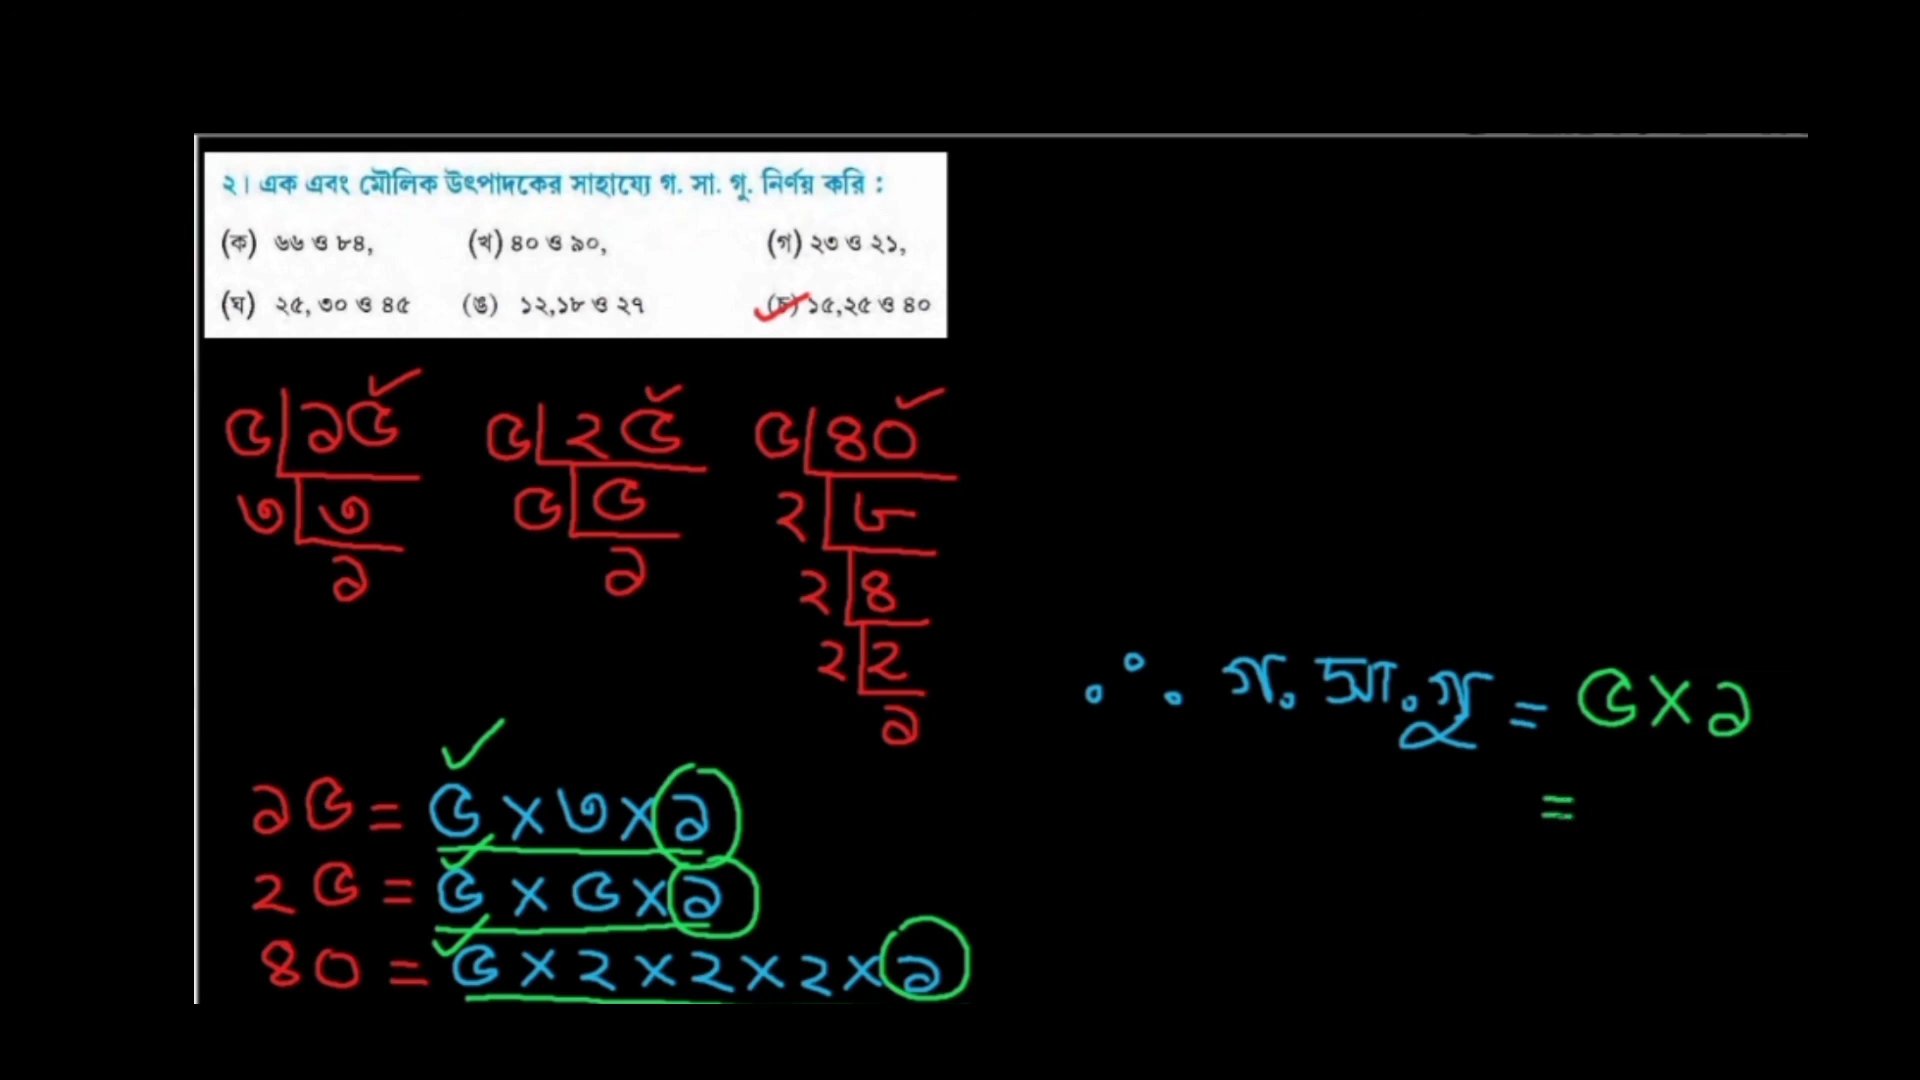 ২। এক এবং মৌলিক উৎপাদকের সাহায্যে গ. সা. গু. নির্ণয় করি :
(ক) ৬৬ ও ৮৪, (খ) ৪০ ও ৯০, (গ) ২৩ ও ২১,
(ঘ) ২৫, ৩০ ও ৪৫ (ঙ) ১২,১৮ ও ২৭ (চ) ১৫,২৫ ও ৪০
৫ ১৫ ৫ ২৫ ৫ ৪০
৩ ৩ ৫ ৫ ২ ৮
১ ১ ২ ৪
২ ২
১
১৫ = ৫ × ৩ × ১
২৫ = ৫ × ৫ × ১
৪০ = ৫ × ২ × ২ × ২ × ১
∴ গ. সা. গু = ৫ × ১
=